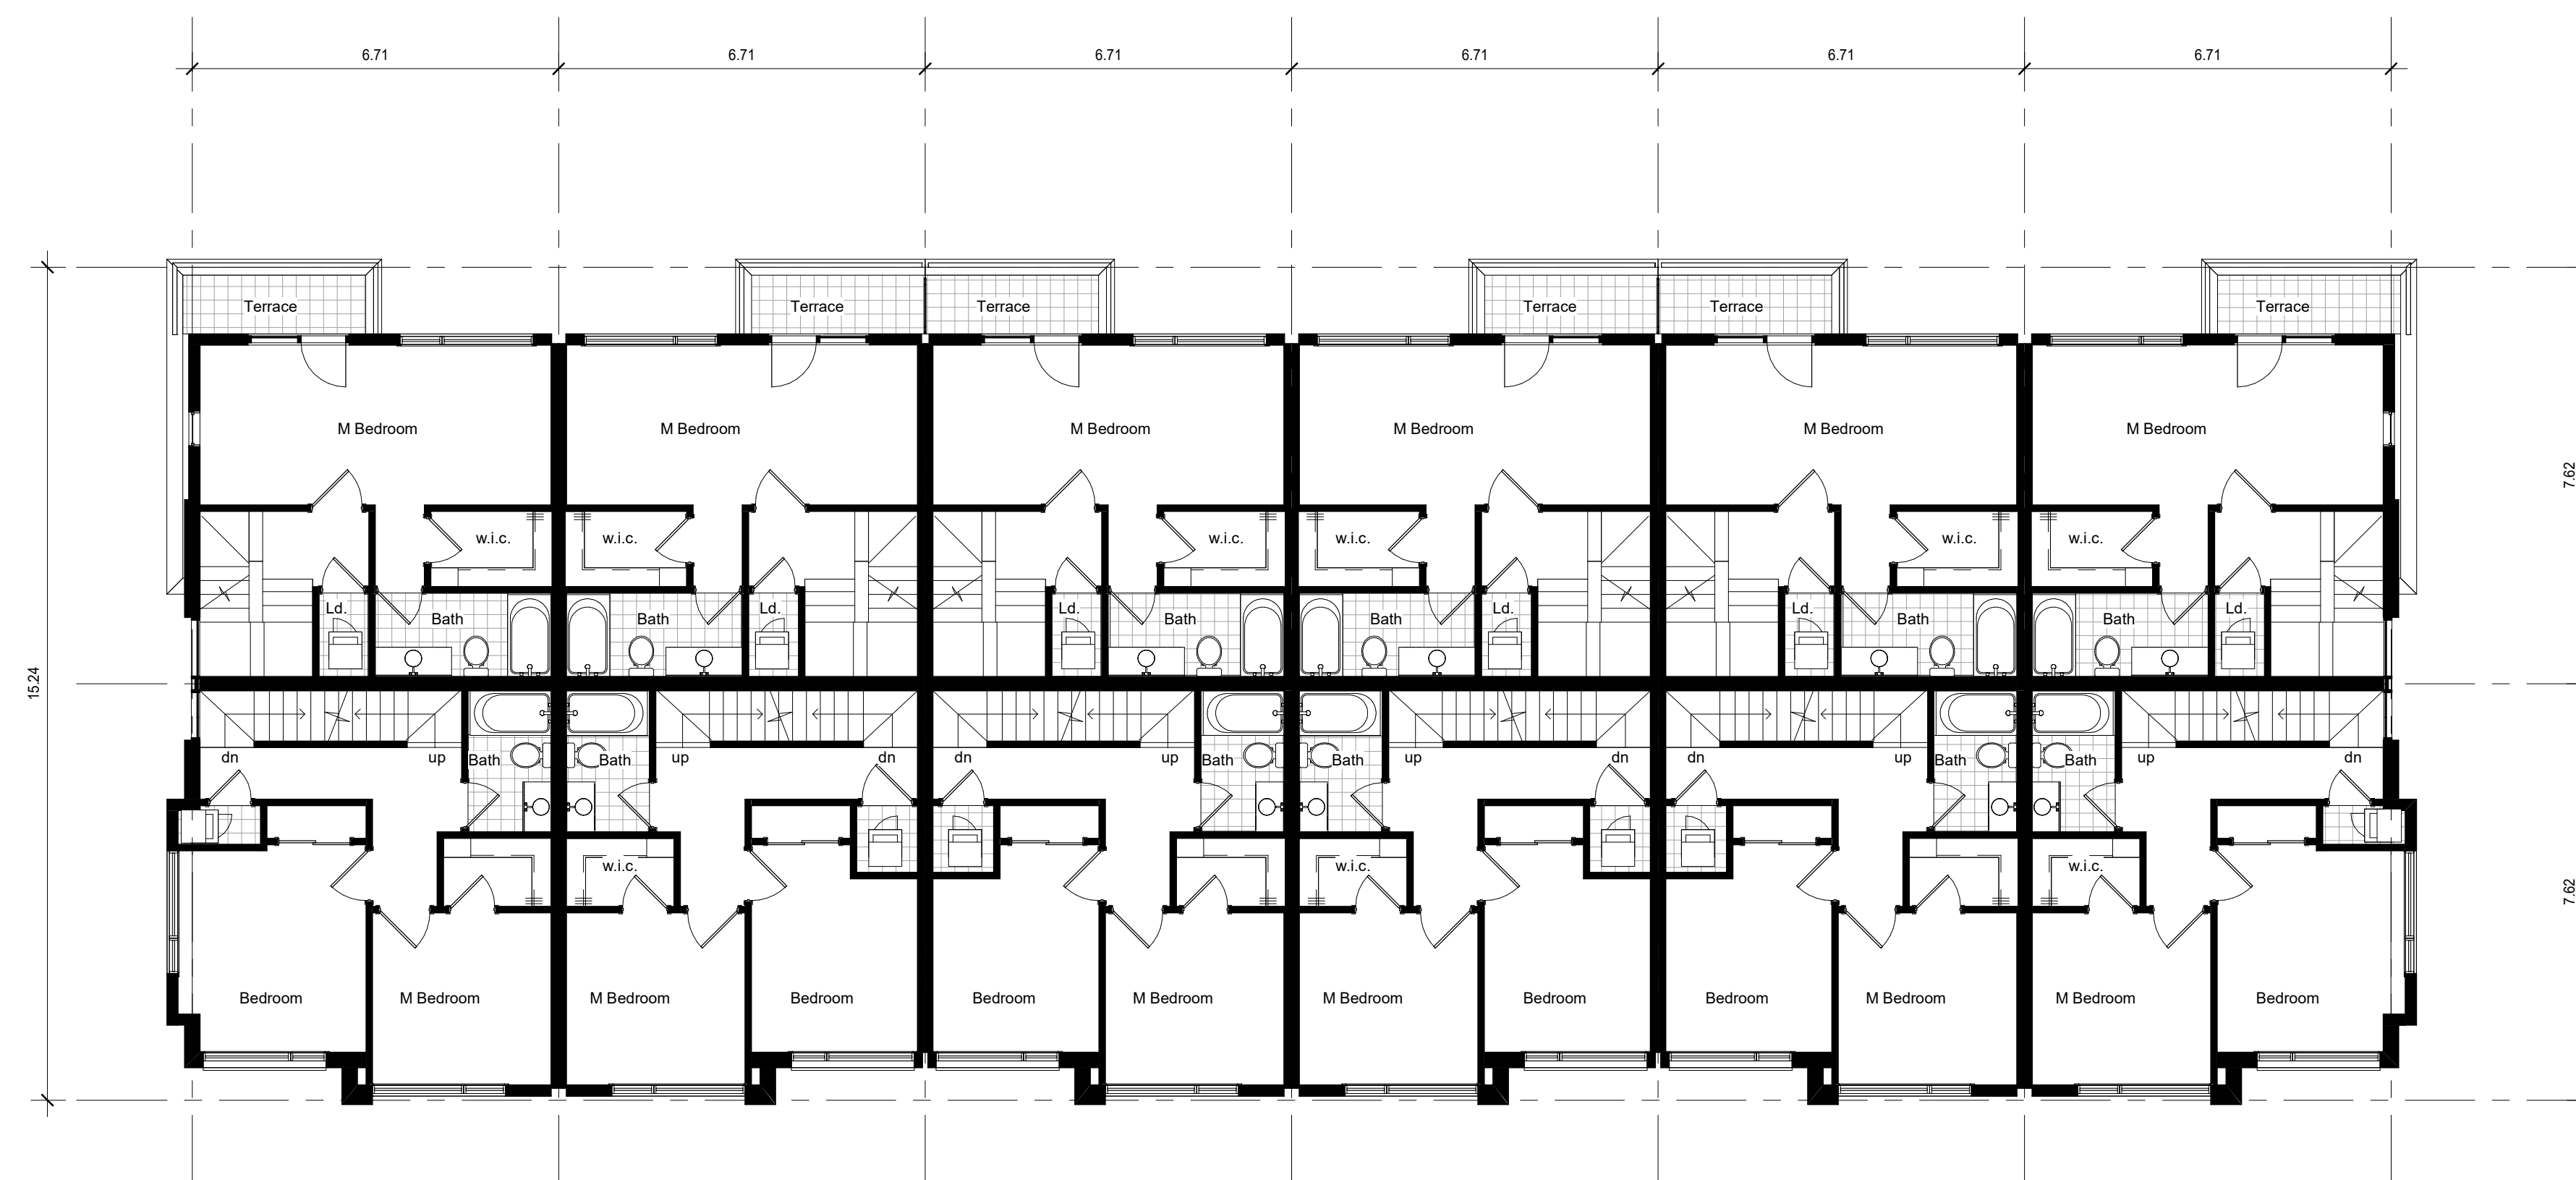 6.71 6.71 6.71 6.71 6.71 6.71
Terrace Terrace Terrace Terrace Terrace Terrace
M Bedroom M Bedroom M Bedroom M Bedroom M Bedroom M Bedroom
7.62
w.i.c. w.i.c. w.i.c. w.i.c. w.i.c. w.i.c.
Ld. Ld. Ld. Ld. Ld. Ld.
Bath Bath Bath Bath Bath Bath
15.24
dn up Bath Bath up dn dn up Bath Bath up dn dn up Bath Bath up dn
w.i.c. w.i.c. w.i.c.
7.62
Bedroom M Bedroom M Bedroom Bedroom Bedroom M Bedroom M Bedroom Bedroom Bedroom M Bedroom M Bedroom Bedroom